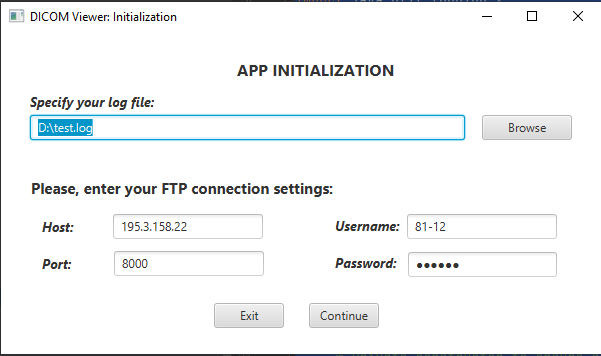 DICOM Viewer: Initialization
APP INITIALIZATION
Specify your log file:
D:\test.log Browse
Please, enter your FTP connection settings:
Host: 195.3.158.22 Username: 81-12
Port: 8000 Password: ••••••
Exit Continue